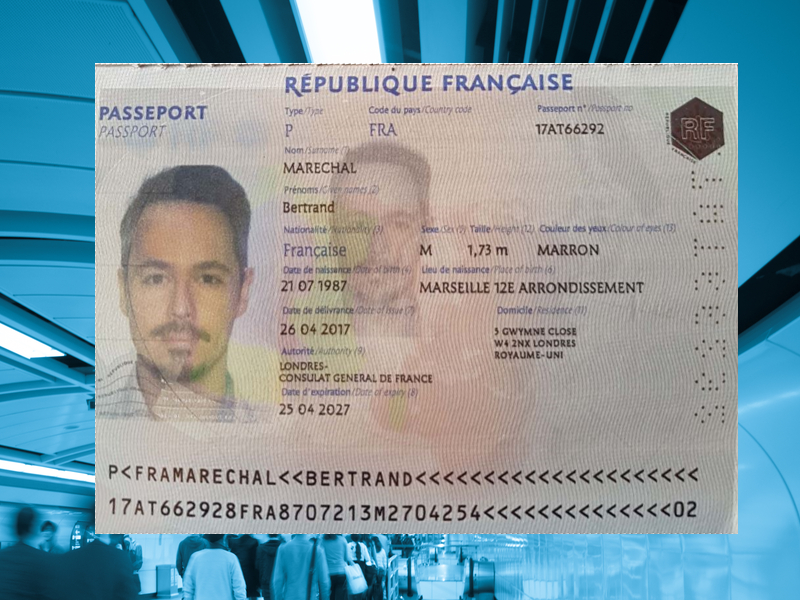 RÉPUBLIQUE FRANÇAISE
PASSEPORT
PASSPORT
Type/Type Code du pays/Country code Passeport n°/Passport no
P FRA 17AT66292
RF
Nom/Surname (1)
MARECHAL
Prénoms/Given names (2)
Bertrand
Nationalité/Nationality (3) Sexe/Sex (5) Taille/Height (12) Couleur des yeux/Colour of eyes (13)
Française M 1,73 m MARRON
Date de naissance/Date of birth (4) Lieu de naissance/Place of birth (6)
21 07 1987 MARSEILLE 12E ARRONDISSEMENT
Date de délivrance/Date of issue (7) Domicile/Residence (11)
26 04 2017 5 GWYMNE CLOSE
W4 2NX LONDRES
ROYAUME-UNI
Autorité/Authority (9)
LONDRES-
CONSULAT GENERAL DE FRANCE
Date d'expiration/Date of expiry (8)
25 04 2027
P<FRAMARECHAL<<BERTRAND<<<<<<<<<<<<<<<<<<<<<
17AT662928FRA8707213M2704254<<<<<<<<<<<<<<02